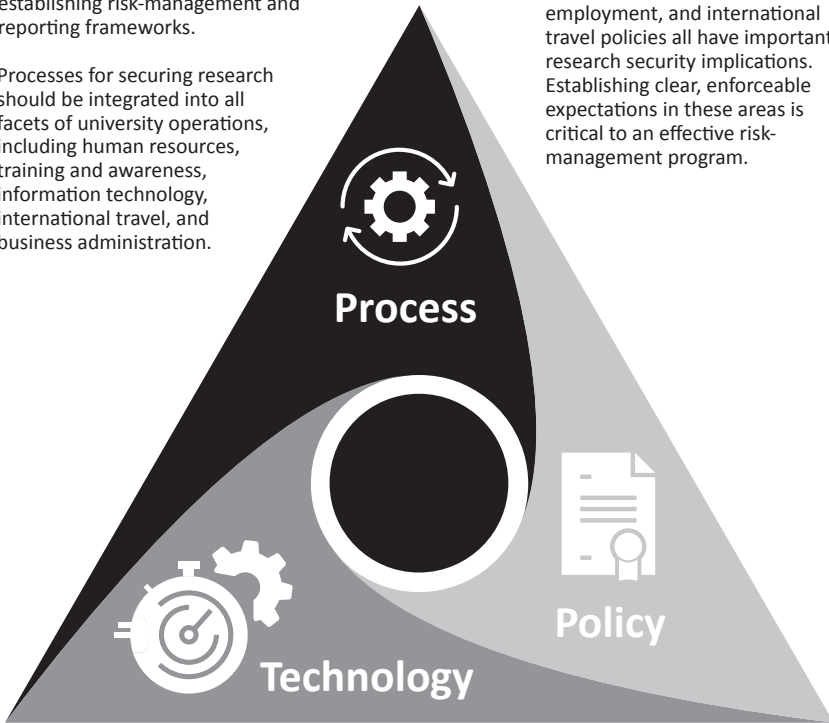 establishing risk-management and
reporting frameworks.
Processes for securing research
should be integrated into all
facets of university operations,
including human resources,
training and awareness,
information technology,
international travel, and
business administration.
employment, and international
travel policies all have important
research security implications.
Establishing clear, enforceable
expectations in these areas is
critical to an effective risk-
management program.
Process
Policy
Technology